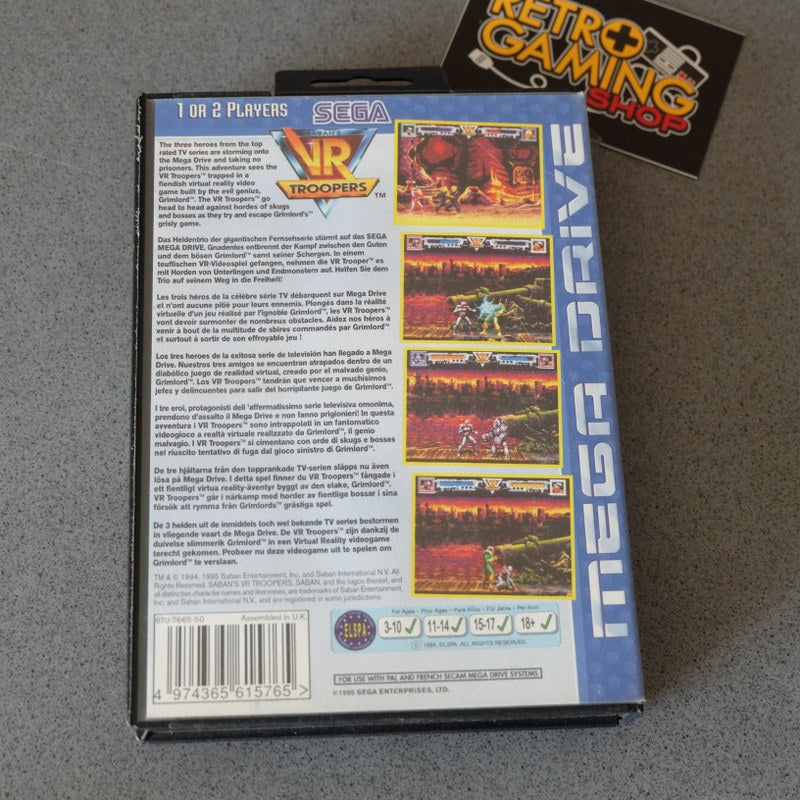 RETRO
GAMING
SHOP
1 OR 2 PLAYERS
SEGA
SABAN'S
VR
TROOPERS™
The three heroes from the top
rated TV series are storming onto
the Mega Drive and taking no
prisoners. This adventure sees the
VR Troopers™ trapped in a
fiendish virtual reality video
game built by the evil genius,
Grimlord™. The VR Troopers™ go
head to head against hordes of skugs
and bosses as they try and escape Grimlord's™
grisly game.
Das Heldentrio der gigantischen Fernsehserie stürmt auf das SEGA
MEGA DRIVE. Gnadenlos entbrennt der Kampf zwischen den Guten
und dem bösen Grimlord™ samt seiner Schergen. In einem
teuflischen VR-Videospiel gefangen, nehmen die VR Trooper™ es
mit Horden von Unterlingen und Endmonstern auf. Helfen Sie dem
Trio auf seinem Weg in die Freiheit!
Les trois héros de la célèbre série TV débarquent sur Mega Drive
et n'ont aucune pitié pour leurs ennemis. Plongés dans la réalité
virtuelle d'un jeu réalisé par l'ignoble Grimlord™, les VR Troopers™
vont devoir surmonter de nombreux obstacles. Aidez nos héros à
venir à bout de la multitude de sbires commandés par Grimlord™
et surtout à sortir de son effroyable jeu !
Los tres heroes de la exitosa serie de televisión han llegado a Mega
Drive. Nuestros tres amigos se encuentran atrapados dentro de un
diabólico juego de realidad virtual, creado por el malvado genio,
Grimlord™. Los VR Troopers™ tendrán que vencer a muchísimos
jefes y delincuentes para salir del horripilante juego de Grimlord™.
I tre eroi, protagonisti dell 'affermatissima serie televisiva omonima,
prendono d'assalto il Mega Drive e non fanno prigionieri! In questa
avventura i VR Troopers™ sono intrappolati in un fantomatico
videogioco a realtà virtuale realizzato da Grimlord™, il genio
malvagio. I VR Troopers™ si cimentano con orde di skugs e bosses
nel riuscito tentativo di fuga dal gioco sinistro di Grimlord™.
De tre hjältarna från den topprankade TV-serien släpps nu även
lösa på Mega Drive. I detta spel finner du VR Troopers™ fångade i
ett fientligt virtua reality-äventyr byggt av den elake, Grimlord™.
VR Troopers™ går i närkamp med horder av fientliga bossar i sina
försök att rymma från Grimlords™ gräsliga spel.
De 3 helden uit de inmiddels toch wel bekende TV series bestormen
in vliegende vaart de Mega Drive. De VR Troopers™ zijn dankzij de
duivelse slimmerik Grimlord™ in een Virtual Reality videogame
terecht gekomen. Probeer nu deze videogame uit te spelen om
Grimlord™ te verslaan.
TM & © 1994, 1995 Saban Entertainment, Inc. and Saban International N.V. All
Rights Reserved. SABAN'S VR TROOPERS, SABAN, and the logos thereof, and
all distinctive character names and likenesses, are trademarks of Saban Entertainment,
Inc. and Saban International N.V., and are registered in some jurisdictions.
670-7665-50
Assembled in U.K.
4 974365 615765 >
ELSPA
For Ages - Pour Ages - Para Años - Für Jahre - Per Anni
3-10 11-14 15-17 18+
© 1994, ELSPA. ALL RIGHTS RESERVED
FOR USE WITH PAL AND FRENCH SECAM MEGA DRIVE SYSTEMS
©1995 SEGA ENTERPRISES, LTD.
MEGA DRIVE